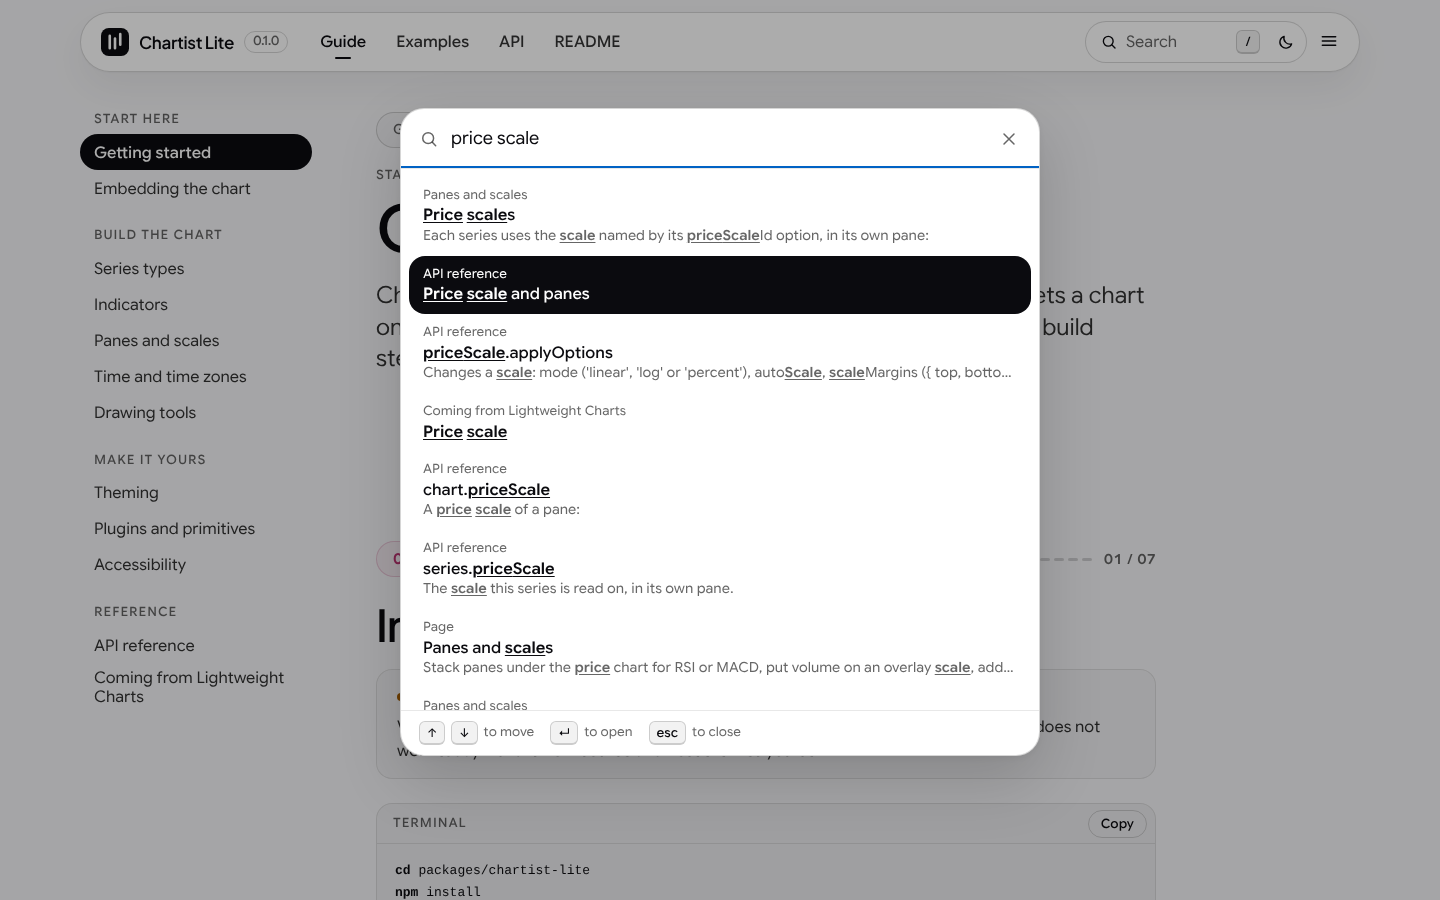 Chartist Lite
0.1.0
Guide
Examples
API
README
Search
/
START HERE
Getting started
Embedding the chart
BUILD THE CHART
Series types
Indicators
Panes and scales
Time and time zones
Drawing tools
MAKE IT YOURS
Theming
Plugins and primitives
Accessibility
REFERENCE
API reference
Coming from Lightweight
Charts
price scale
Panes and scales
Price scales
Each series uses the scale named by its priceScaleId option, in its own pane:
API reference
Price scale and panes
API reference
priceScale.applyOptions
Changes a scale: mode ('linear', 'log' or 'percent'), autoScale, scaleMargins ({ top, botto...
Coming from Lightweight Charts
Price scale
API reference
chart.priceScale
A price scale of a pane:
API reference
series.priceScale
The scale this series is read on, in its own pane.
Page
Panes and scales
Stack panes under the price chart for RSI or MACD, put volume on an overlay scale, add...
Panes and scales
↑ ↓ to move
↵ to open
esc to close
a chart
build
01 / 07
does not
TERMINAL
Copy
cd packages/chartist-lite
npm install